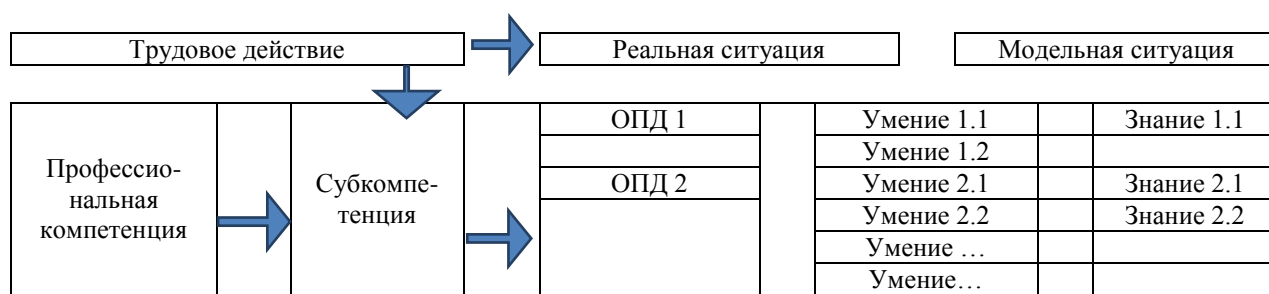 Трудовое действие
Реальная ситуация
Модельная ситуация
Профессио-
нальная
компетенция
Субкомпе-
тенция
ОПД 1
ОПД 2
Умение 1.1
Умение 1.2
Умение 2.1
Умение 2.2
Умение …
Умение…
Знание 1.1
Знание 2.1
Знание 2.2